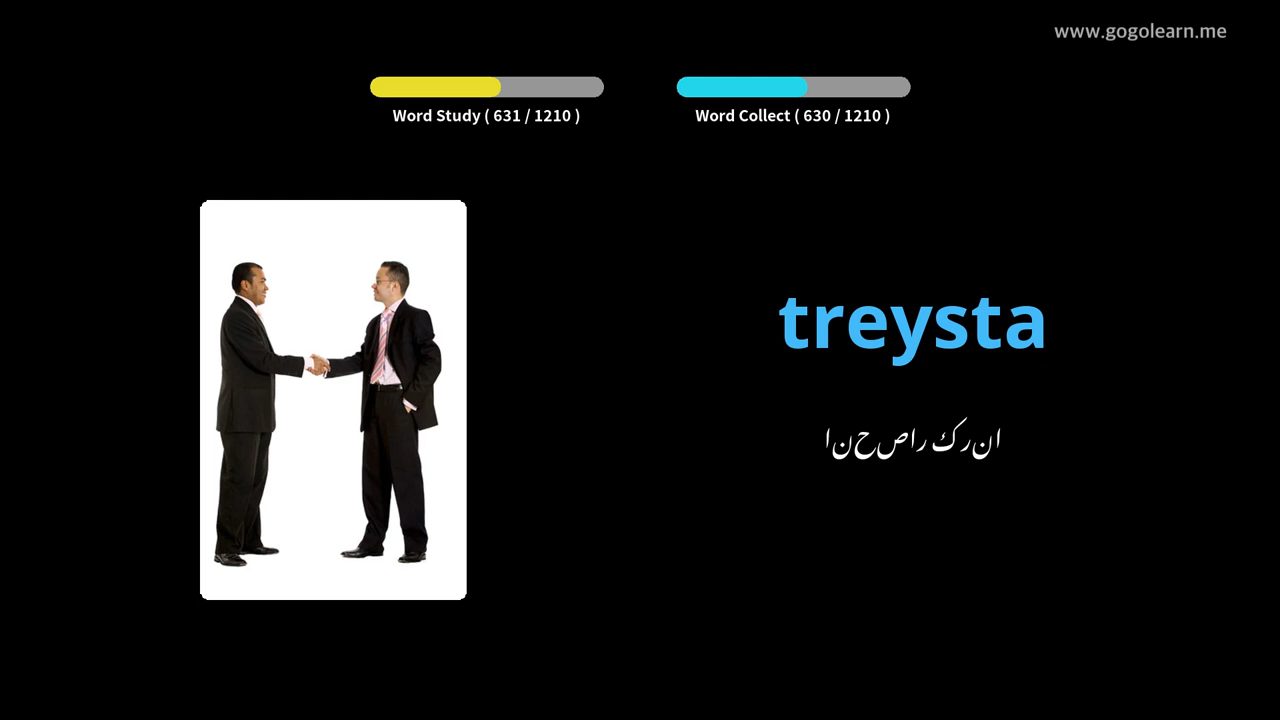 www.gogolearn.me
Word Study ( 631 / 1210 )
Word Collect ( 630 / 1210 )
treysta
انحصار کرنا